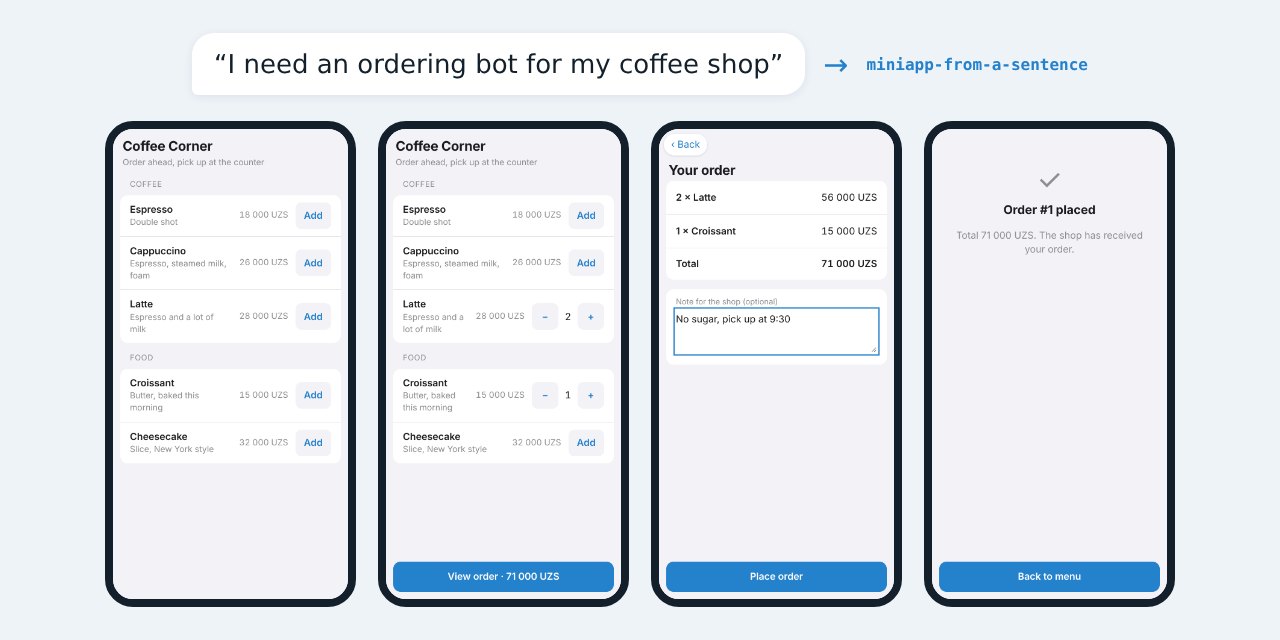 “I need an ordering bot for my coffee shop” → miniapp-from-a-sentence
Coffee Corner
Order ahead, pick up at the counter
COFFEE
Espresso
Double shot
18 000 UZS
Add
Cappuccino
Espresso, steamed milk,
foam
26 000 UZS
Add
Latte
Espresso and a lot of
milk
28 000 UZS
Add
FOOD
Croissant
Butter, baked this
morning
15 000 UZS
Add
Cheesecake
Slice, New York style
32 000 UZS
Add
Coffee Corner
Order ahead, pick up at the counter
COFFEE
Espresso
Double shot
18 000 UZS
Add
Cappuccino
Espresso, steamed milk,
foam
26 000 UZS
Add
Latte
Espresso and a
lot of milk
28 000 UZS
− 2 +
FOOD
Croissant
Butter, baked
this morning
15 000 UZS
− 1 +
Cheesecake
Slice, New York style
32 000 UZS
Add
View order · 71 000 UZS
‹ Back
Your order
2 × Latte 56 000 UZS
1 × Croissant 15 000 UZS
Total 71 000 UZS
Note for the shop (optional)
No sugar, pick up at 9:30
Place order
Order #1 placed
Total 71 000 UZS. The shop has received
your order.
Back to menu